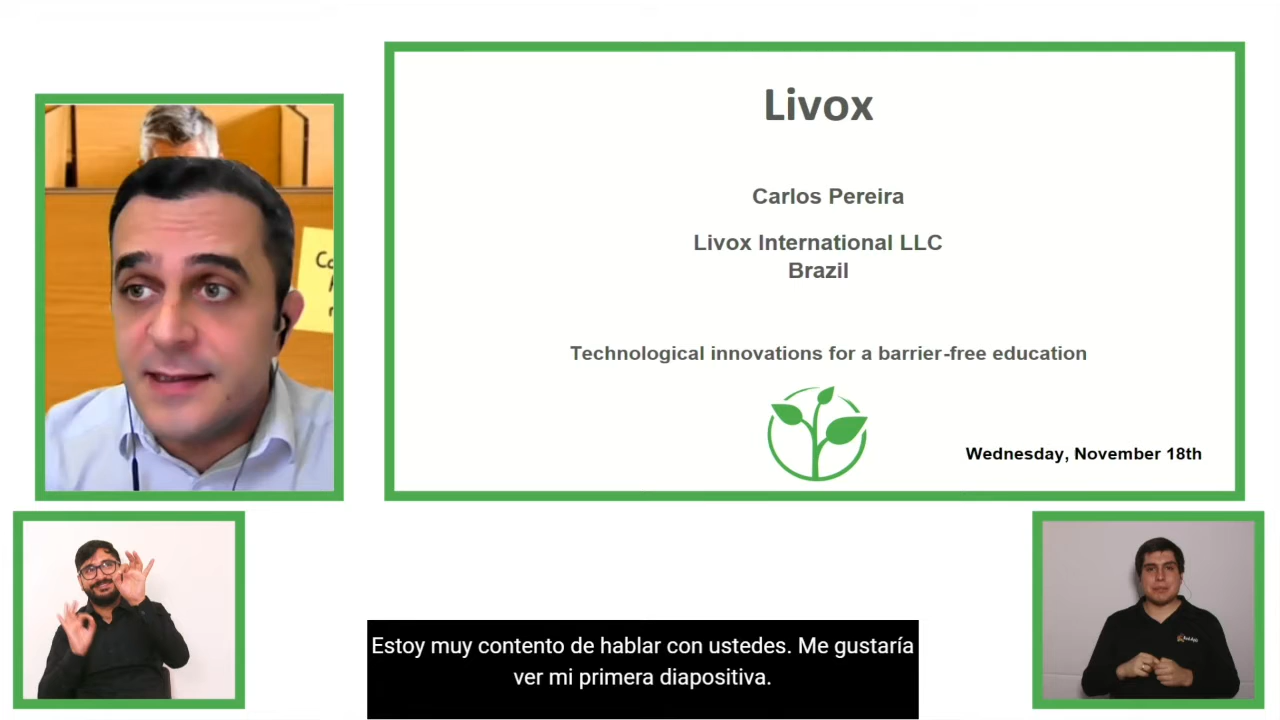 Livox
Carlos Pereira
Livox International LLC
Brazil
Technological innovations for a barrier-free education
Wednesday, November 18th
Estoy muy contento de hablar con ustedes. Me gustaría
ver mi primera diapositiva.